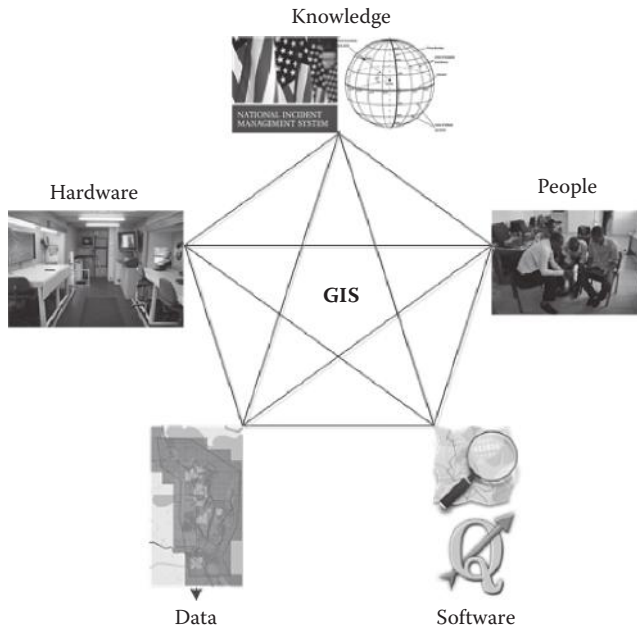 Knowledge
NATIONAL INCIDENT
MANAGEMENT SYSTEM
Hardware
People
GIS
Data
Software